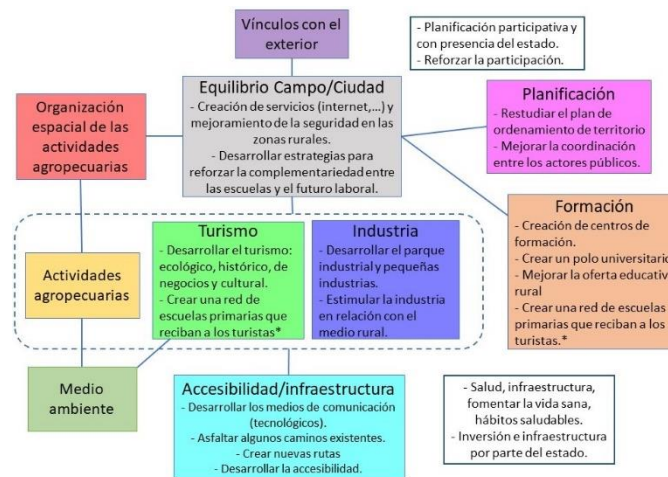 Vínculos con el
exterior
- Planificación participativa y
con presencia del estado.
- Reforzar la participación.
Organización
espacial de las
actividades
agropecuarias
Equilibrio Campo/Ciudad
- Creación de servicios (internet,...) y
mejoramiento de la seguridad en las
zonas rurales.
- Desarrollar estrategias para
reforzar la complementariedad entre
las escuelas y el futuro laboral.
Planificación
- Restudiar el plan de
ordenamiento de territorio
- Mejorar la coordinación
entre los actores públicos.
Actividades
agropecuarias
Turismo
- Desarrollar el turismo:
ecológico, histórico, de
negocios y cultural.
- Crear una red de
escuelas primarias que
reciban a los turistas*
Industria
- Desarrollar el parque
industrial y pequeñas
industrias.
- Estimular la industria
en relación con el
medio rural.
Formación
- Creación de centros de
formación.
- Crear un polo universitario
- Mejorar la oferta educativa
rural
- Crear una red de escuelas
primarias que reciban a los
turistas.*
Medio
ambiente
Accesibilidad/infraestructura
- Desarrollar los medios de comunicación
(tecnológicos).
- Asfaltar algunos caminos existentes.
- Crear nuevas rutas
- Desarrollar la accesibilidad.
- Salud, infraestructura,
fomentar la vida sana,
hábitos saludables.
- Inversión e infraestructura
por parte del estado.